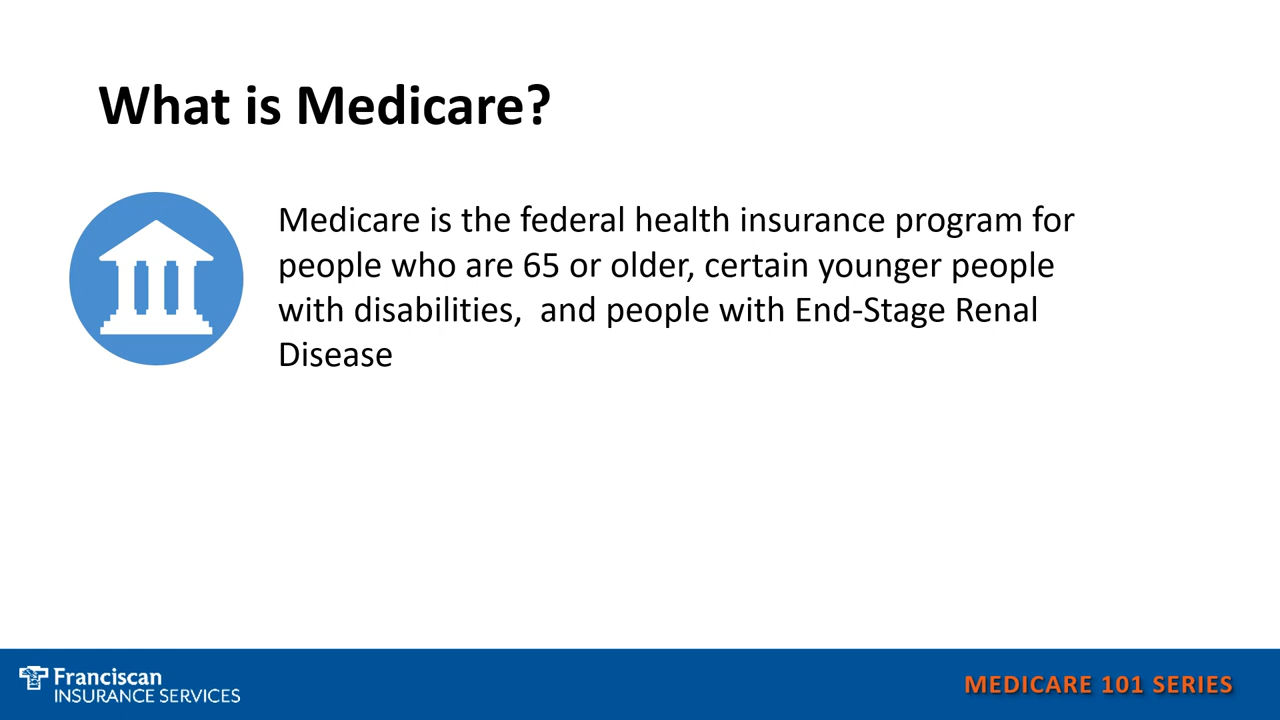 What is Medicare?
Medicare is the federal health insurance program for
people who are 65 or older, certain younger people
with disabilities,  and people with End-Stage Renal
Disease
Franciscan
INSURANCE SERVICES
MEDICARE 101 SERIES